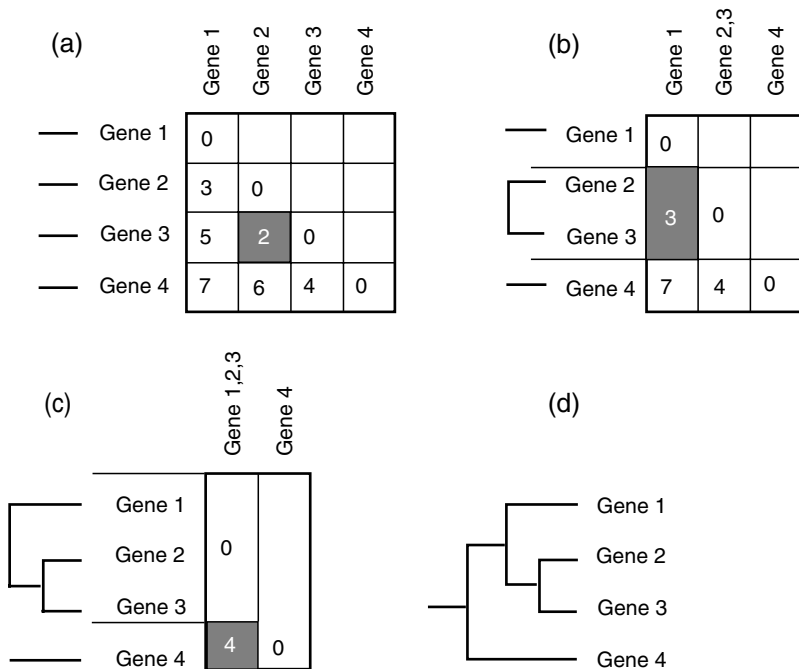 (a)
Gene 1
Gene 2
Gene 3
Gene 4
Gene 1 0
Gene 2 3 0
Gene 3 5 2 0
Gene 4 7 6 4 0
(b)
Gene 1
Gene 2,3
Gene 4
Gene 1 0
Gene 2
3 0
Gene 3
Gene 4 7 4 0
(c)
Gene 1,2,3
Gene 4
Gene 1
Gene 2 0
Gene 3
Gene 4 4 0
(d)
Gene 1
Gene 2
Gene 3
Gene 4